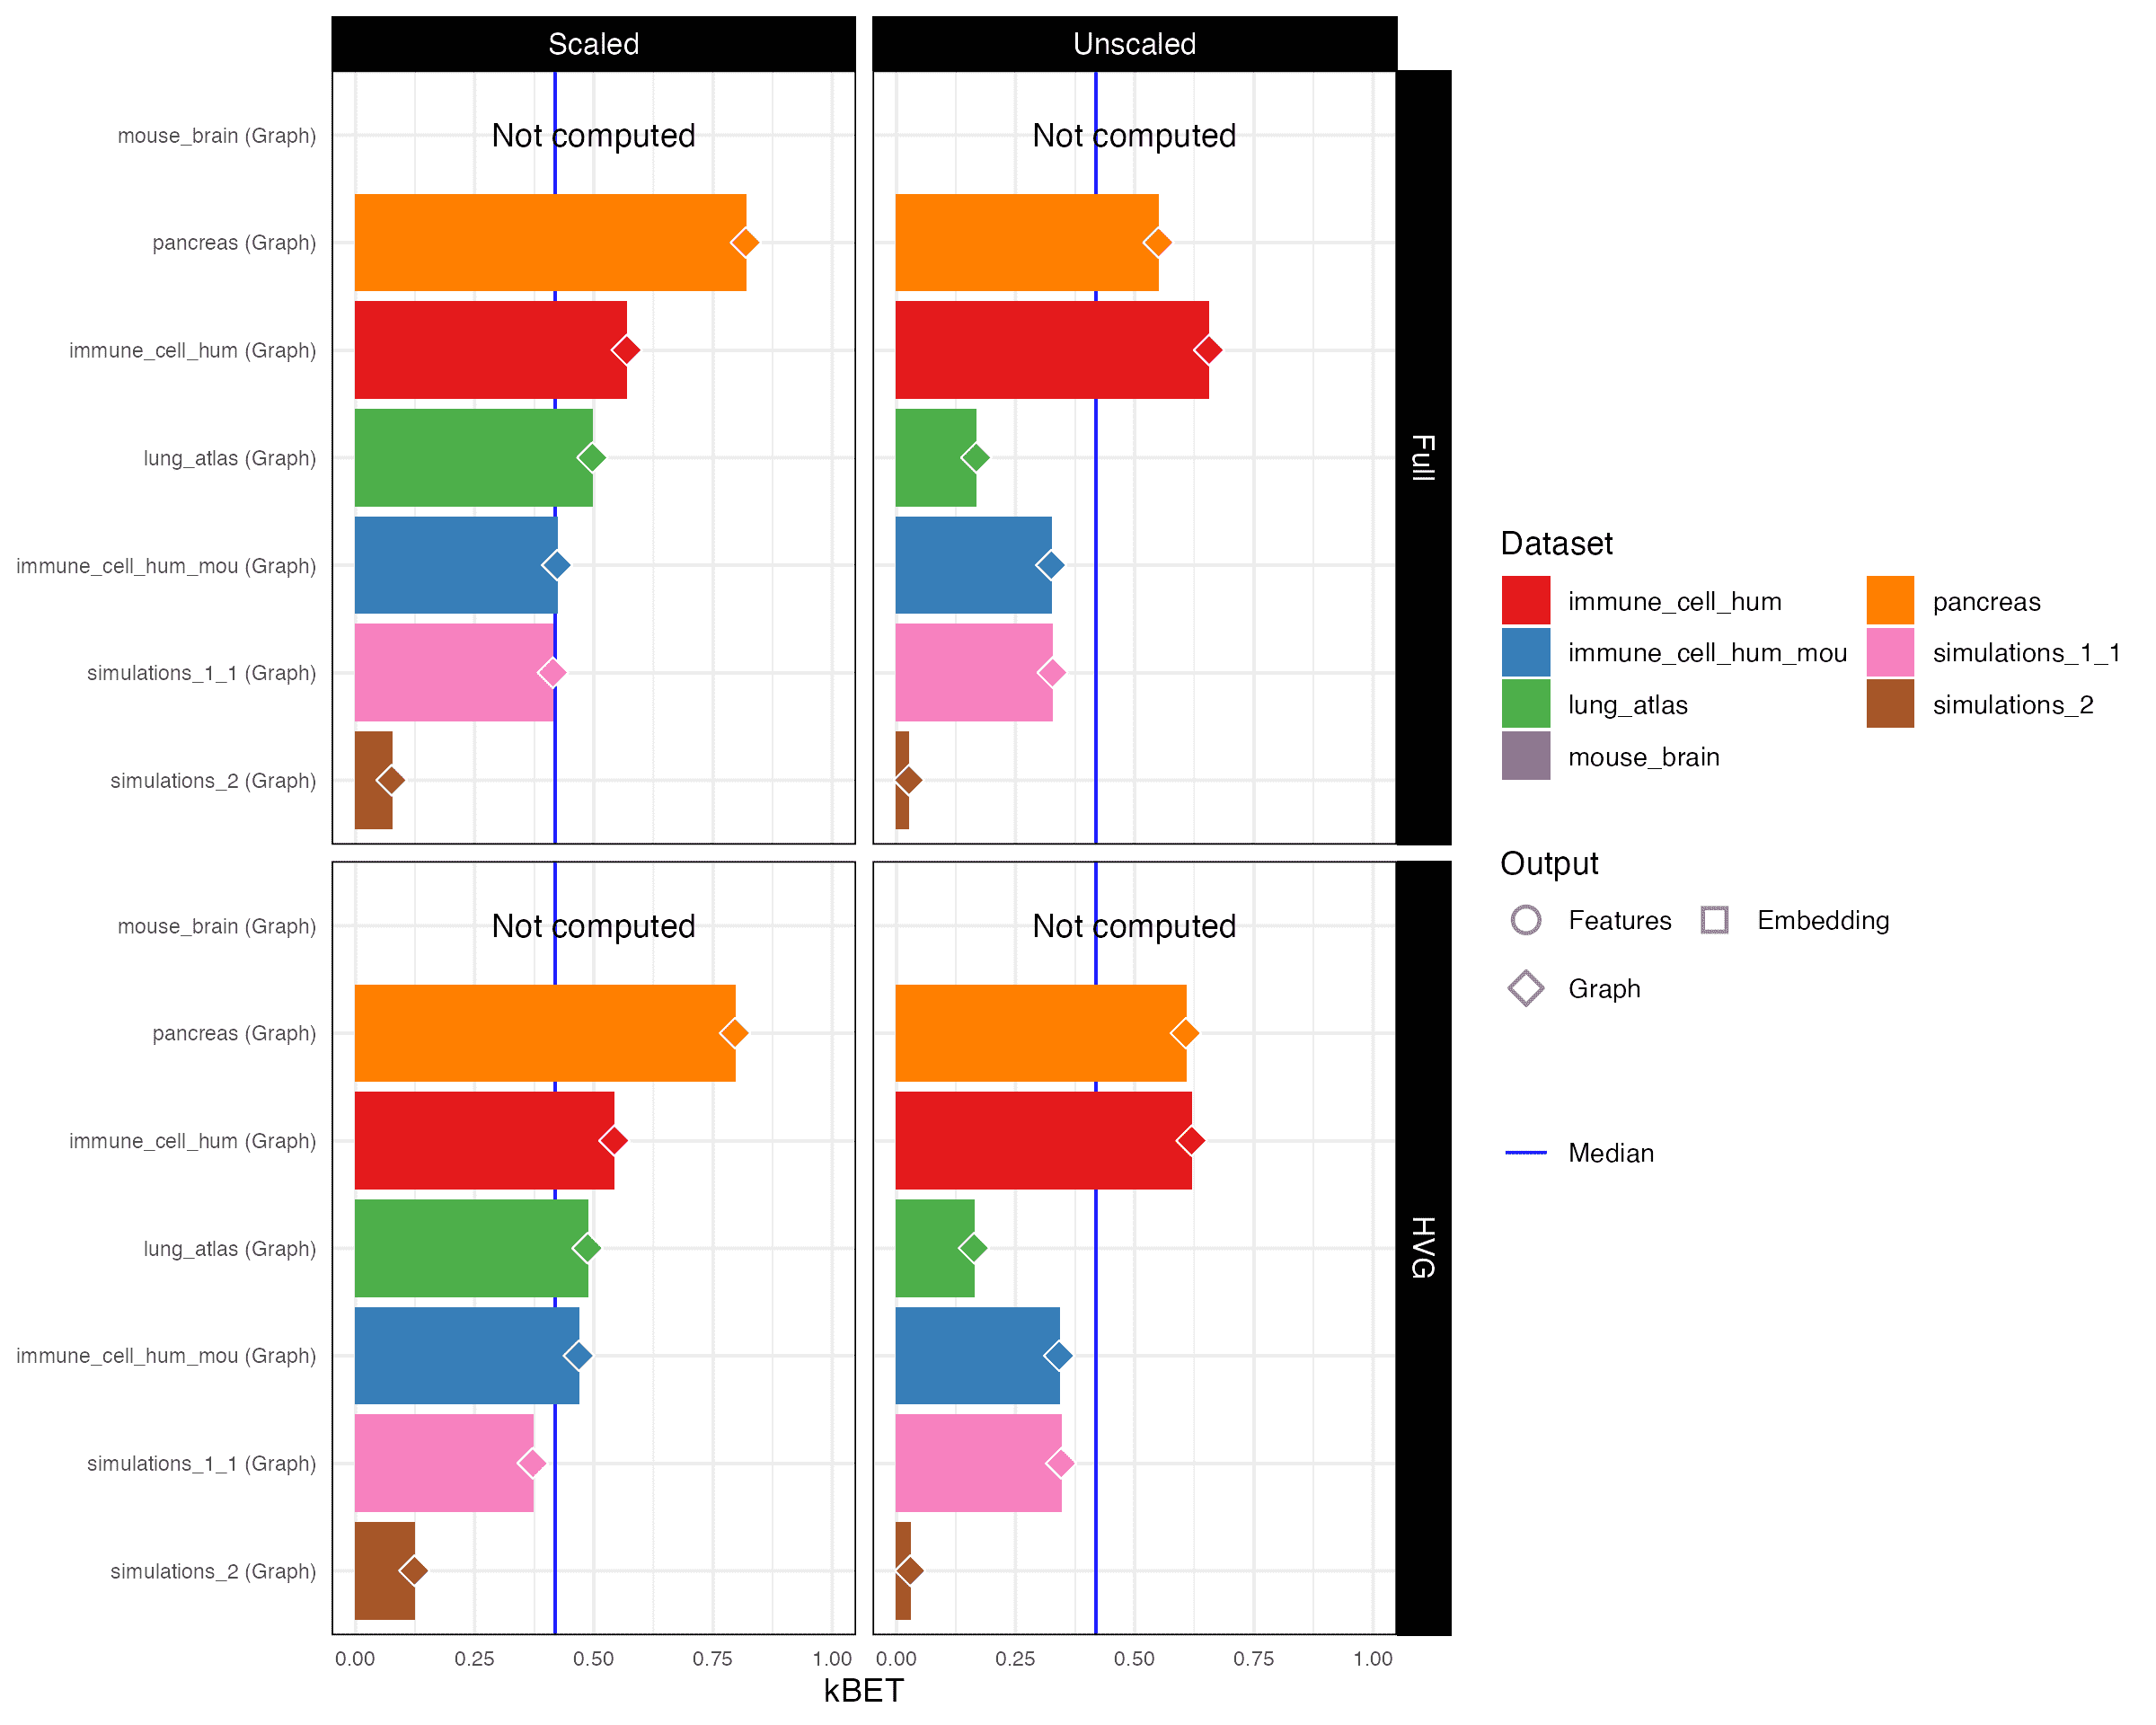 Scaled
Unscaled
mouse_brain (Graph)
Not computed
Not computed
pancreas (Graph)
immune_cell_hum (Graph)
lung_atlas (Graph)
immune_cell_hum_mou (Graph)
simulations_1_1 (Graph)
simulations_2 (Graph)
Full
mouse_brain (Graph)
Not computed
Not computed
pancreas (Graph)
immune_cell_hum (Graph)
lung_atlas (Graph)
immune_cell_hum_mou (Graph)
simulations_1_1 (Graph)
simulations_2 (Graph)
HVG
0.00 0.25 0.50 0.75 1.00
0.00 0.25 0.50 0.75 1.00
kBET
Dataset
immune_cell_hum
immune_cell_hum_mou
lung_atlas
mouse_brain
pancreas
simulations_1_1
simulations_2
Output
Features
Embedding
Graph
Median